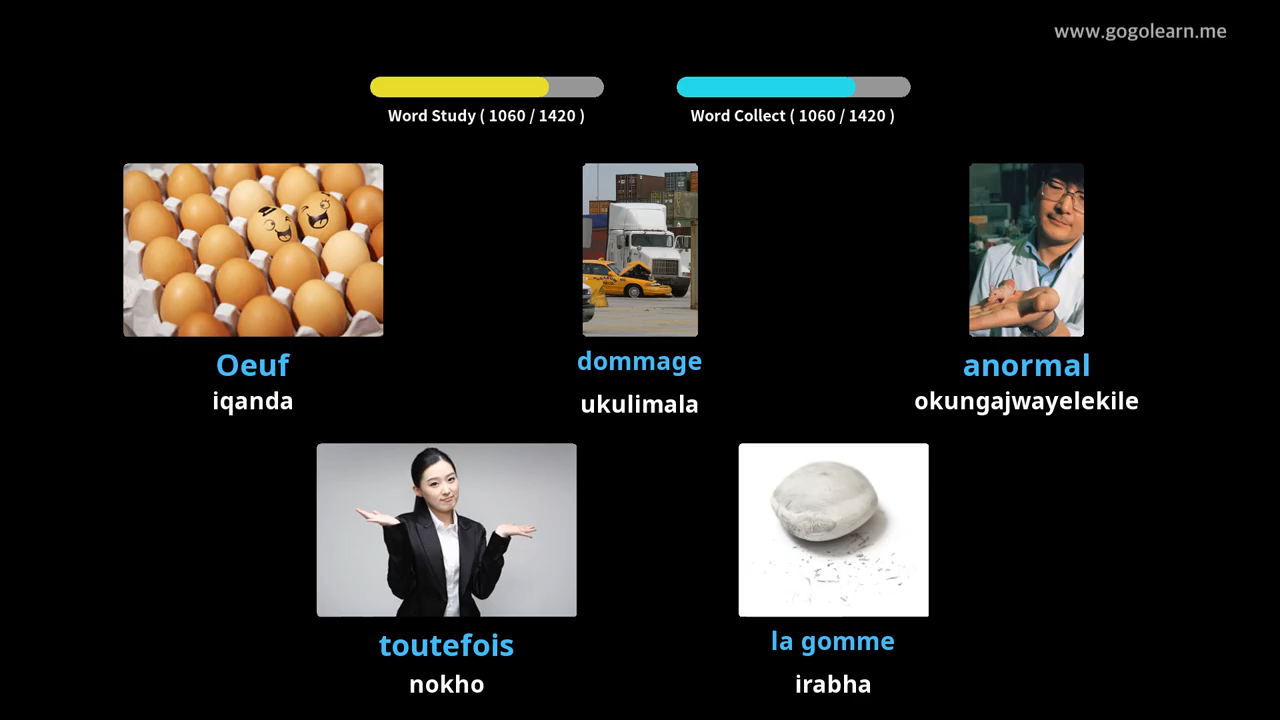 www.gogolearn.me
Word Study ( 1060 / 1420 )
Word Collect ( 1060 / 1420 )
Oeuf
iqanda
dommage
ukulimala
anormal
okungajwayelekile
toutefois
nokho
la gomme
irabha